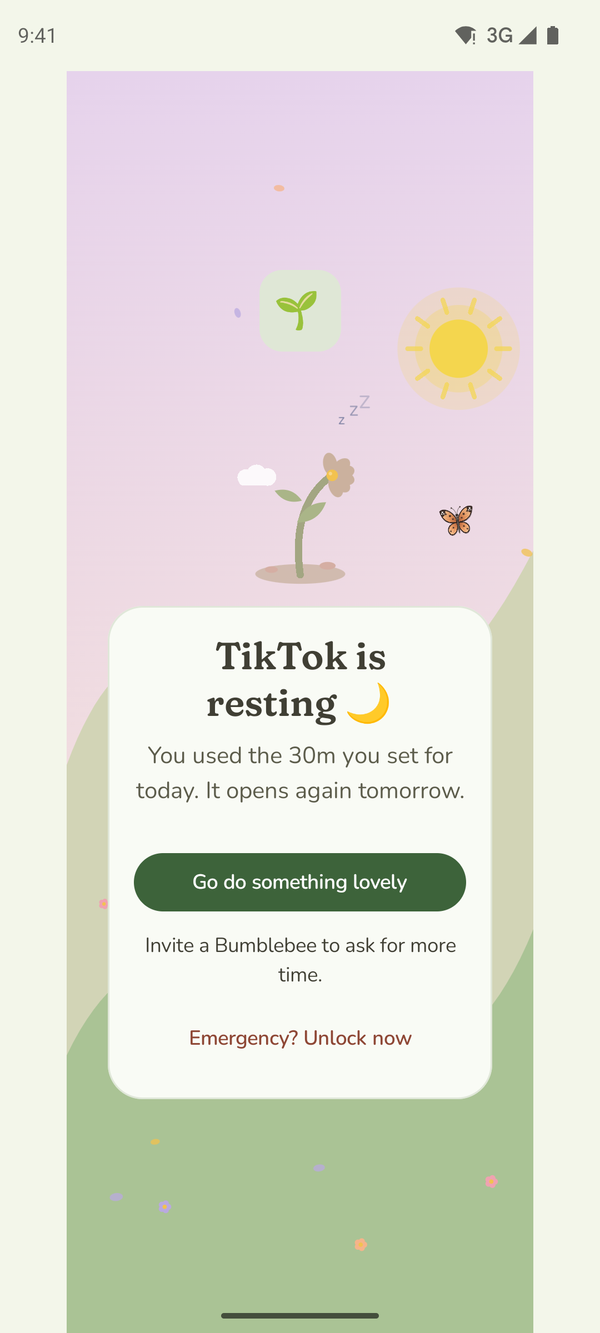 9:41
3G
z z Z
TikTok is
resting 🌙
You used the 30m you set for
today. It opens again tomorrow.
Go do something lovely
Invite a Bumblebee to ask for more
time.
Emergency? Unlock now